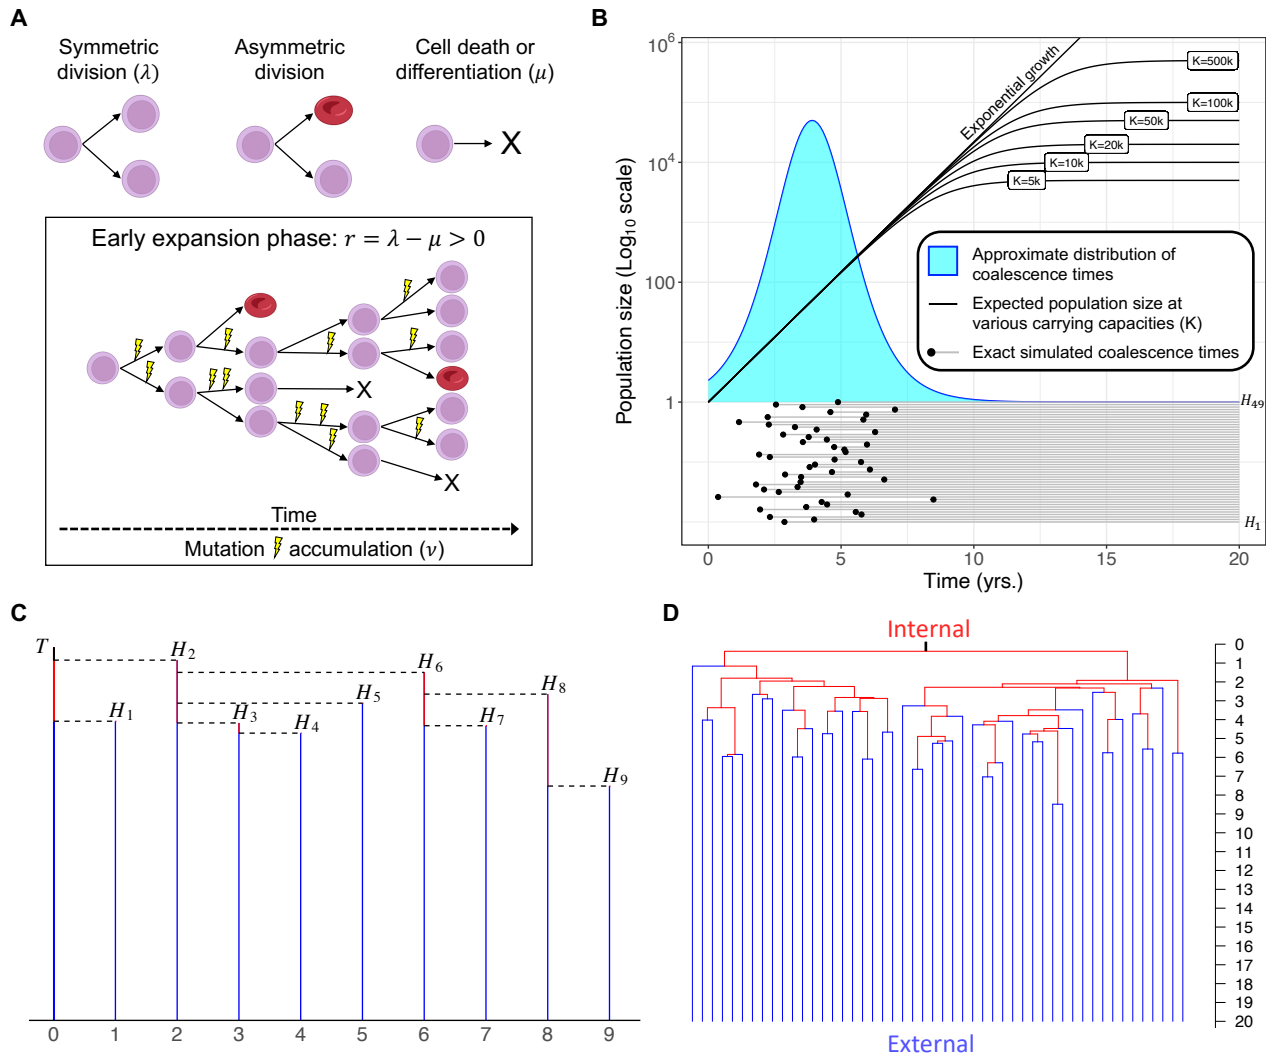 A
Symmetric
division (λ)
Asymmetric
division
Cell death or
differentiation (μ)
X
Early expansion phase: r = λ − μ > 0
X
X
Time
Mutation accumulation (ν)
B
Population size (Log₁₀ scale)
10⁶
10⁴
100
1
Exponential growth
K=500k
K=100k
K=50k
K=20k
K=10k
K=5k
Approximate distribution of
coalescence times
Expected population size at
various carrying capacities (K)
Exact simulated coalescence times
H₄₉
H₁
0 5 10 15 20
Time (yrs.)
C
T
H₁
H₂
H₃
H₄
H₅
H₆
H₇
H₈
H₉
0 1 2 3 4 5 6 7 8 9
D
Internal
0
1
2
3
4
5
6
7
8
9
10
11
12
13
14
15
16
17
18
19
20
External